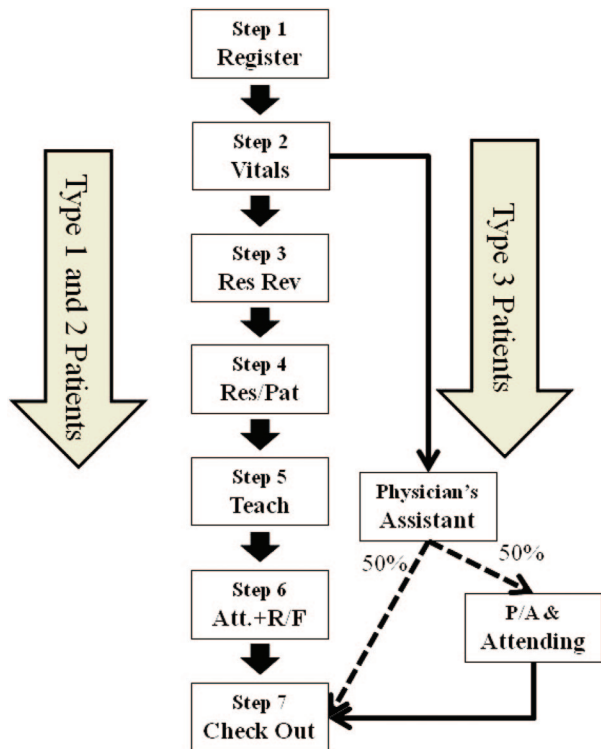 Step 1
Register
Step 2
Vitals
Type 1 and 2 Patients
Type 3 Patients
Step 3
Res Rev
Step 4
Res/Pat
Step 5
Teach
Physician's
Assistant
50%
50%
Step 6
Att.+R/F
P/A &
Attending
Step 7
Check Out